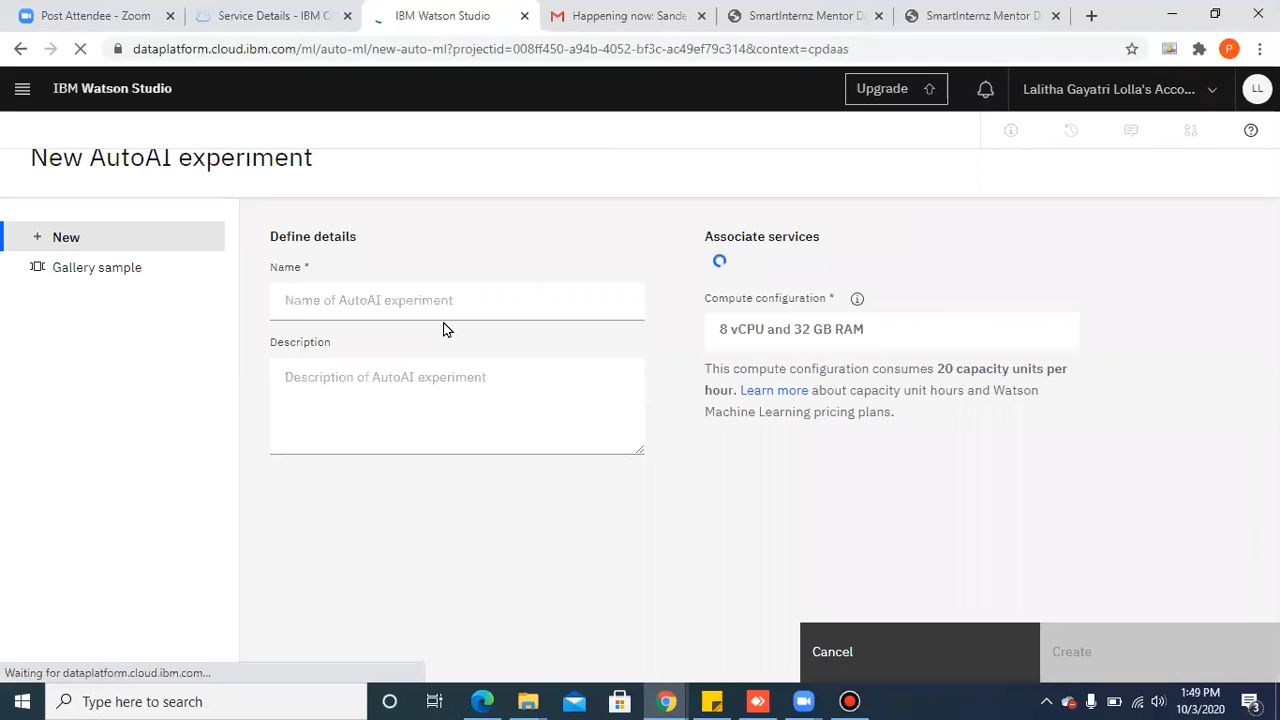 Post Attendee - Zoom
Service Details - IBM C
IBM Watson Studio
Happening now: Sande
SmartInternz Mentor D
SmartInternz Mentor D
dataplatform.cloud.ibm.com/ml/auto-ml/new-auto-ml?projectid=008ff450-a94b-4052-bf3c-ac49ef79c314&context=cpdaas
P
IBM Watson Studio
Upgrade
Lalitha Gayatri Lolla's Acco...
LL
New AutoAI experiment
+ New
Gallery sample
Define details
Name *
Name of AutoAI experiment
Description
Description of AutoAI experiment
Associate services
Compute configuration *
8 vCPU and 32 GB RAM
This compute configuration consumes 20 capacity units per
hour. Learn more about capacity unit hours and Watson
Machine Learning pricing plans.
Cancel
Create
Waiting for dataplatform.cloud.ibm.com...
Type here to search
1:49 PM
10/3/2020
3